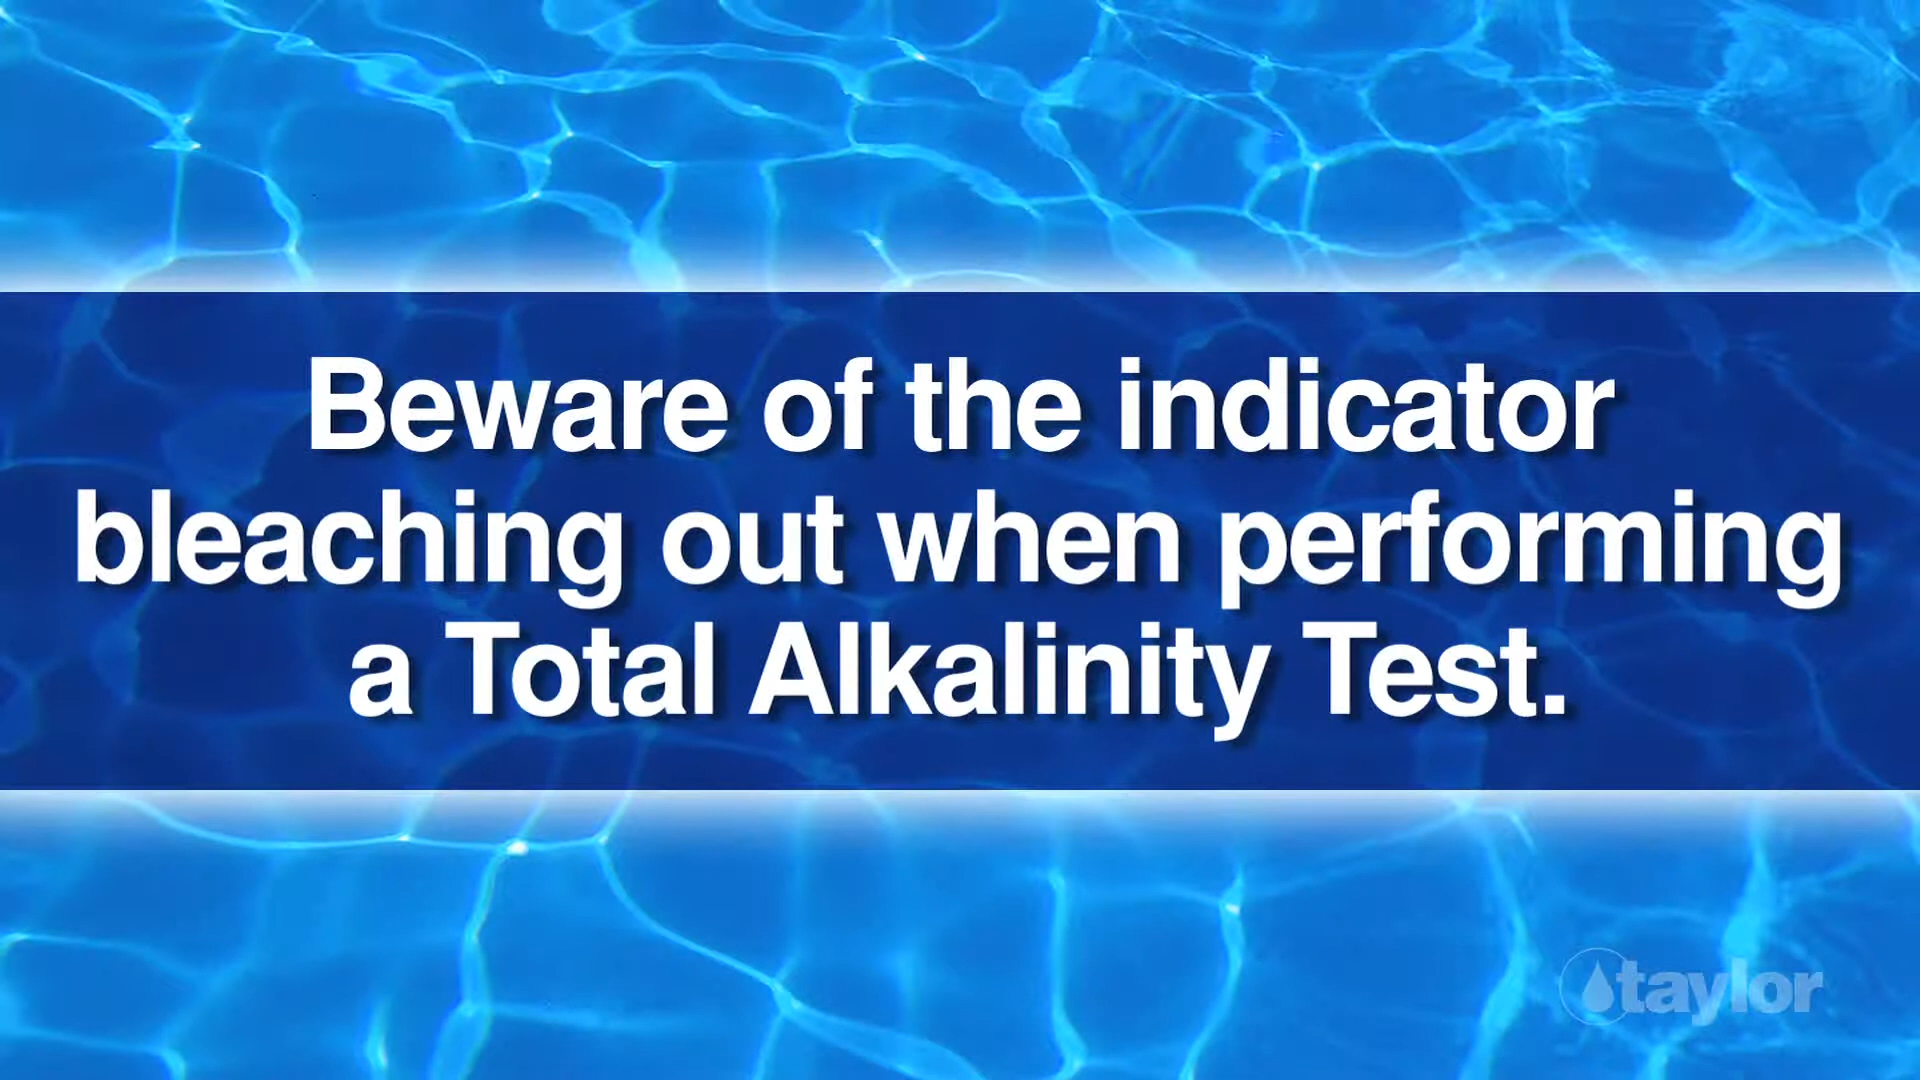 Beware of the indicator
bleaching out when performing
a Total Alkalinity Test.
taylor